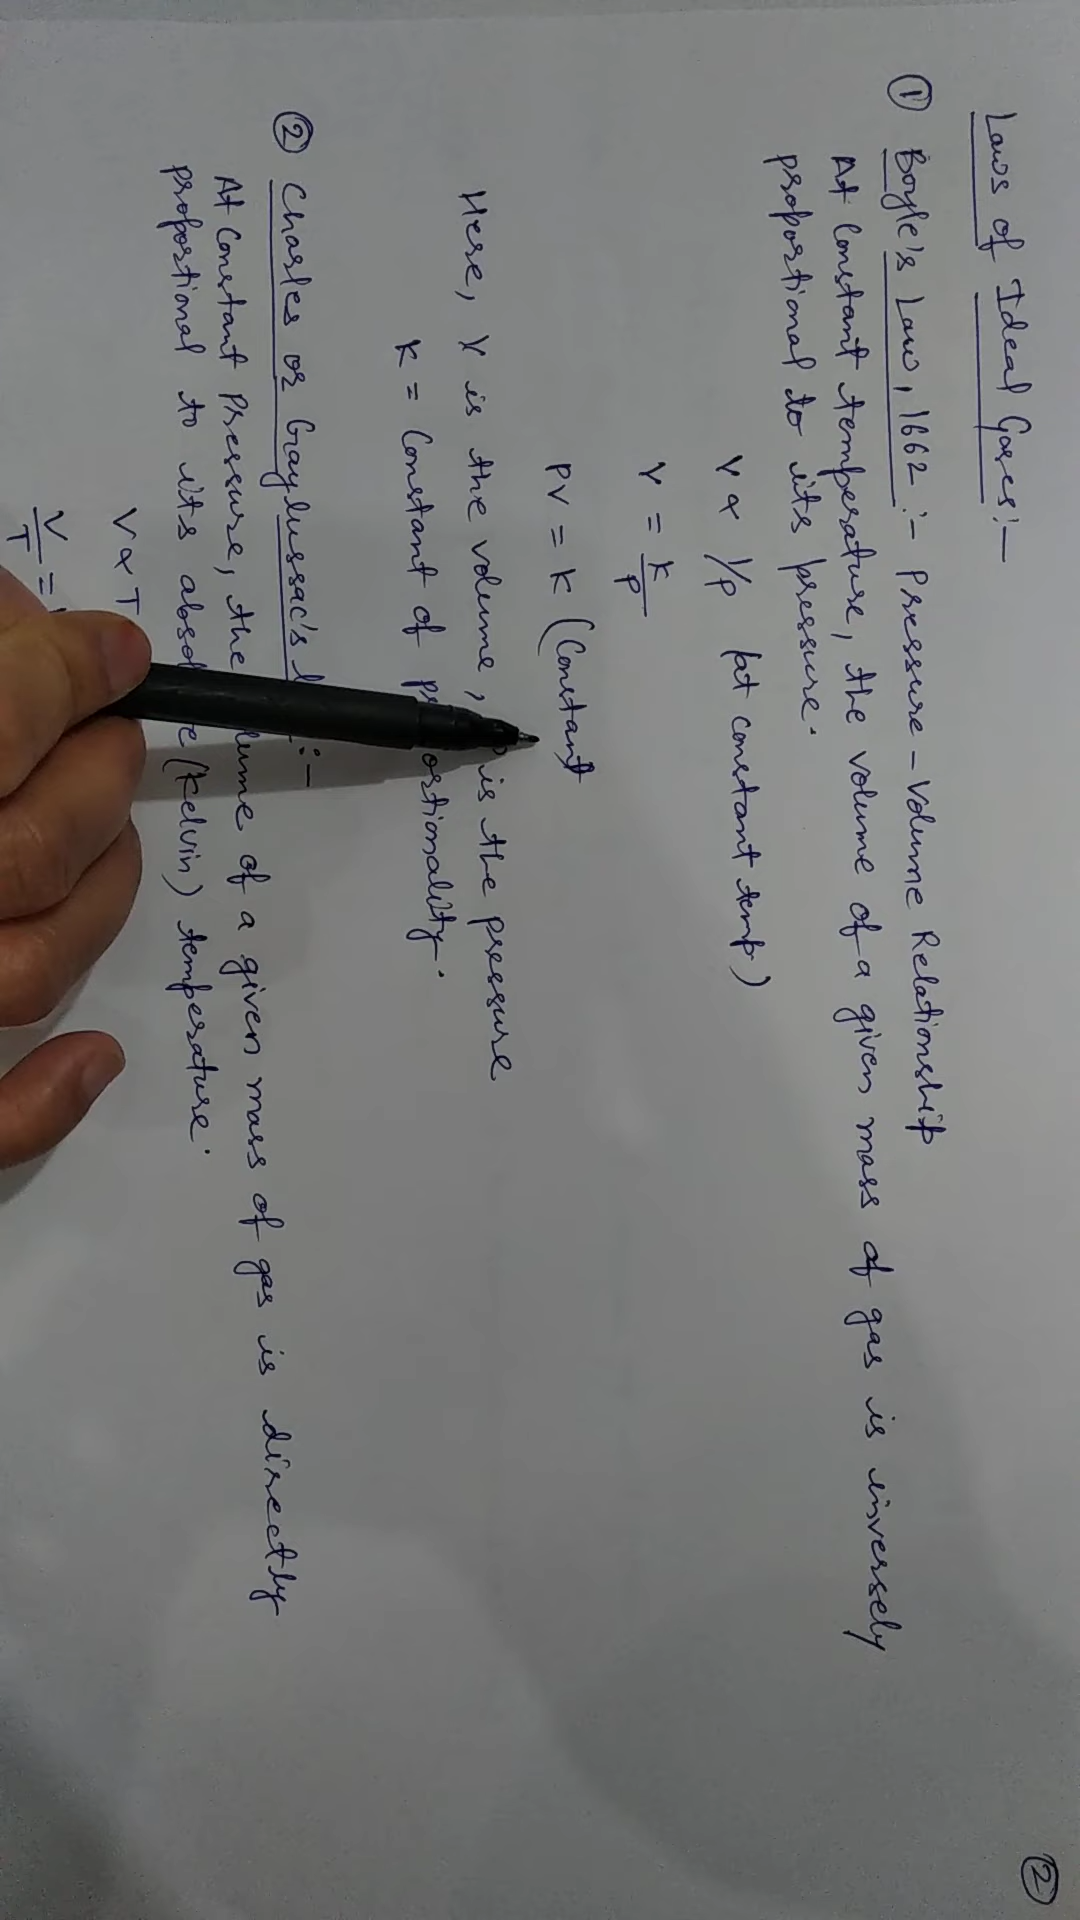 ②
Laws of Ideal Gases:-
① Boyle's Law, 1662:- Pressure-Volume Relationship
At Constant temperature, the volume of a given mass of gas is inversely
proportional to its pressure.
V ∝ 1/p (at constant temp)
V = K/P
PV = K (Constant
Here, V is the volume, is the pressure
K = Constant of
② Charles or Gaylussac's :-
At Constant Pressure, the of a given mass of gas is directly
proportional to its (Kelvin) temperature.
V ∝ T
V/T =